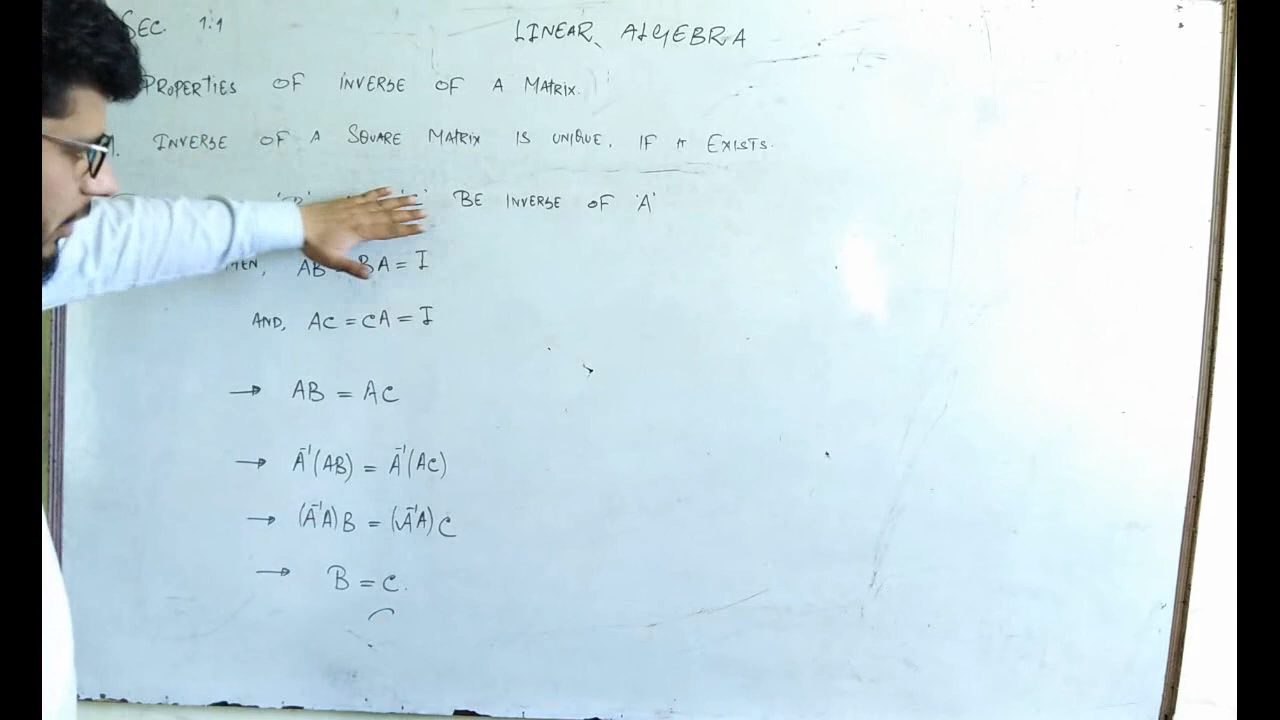 SEC. 1.1
LINEAR ALGEBRA
PROPERTIES OF INVERSE OF A MATRIX.
1. INVERSE OF A SQUARE MATRIX IS UNIQUE, IF IT EXISTS.
BE INVERSE OF 'A'
AB = BA = I
AND, AC = CA = I
→ AB = AC
→ A⁻¹(AB) = A⁻¹(AC)
→ (A⁻¹A)B = (A⁻¹A)C
→ B = C.